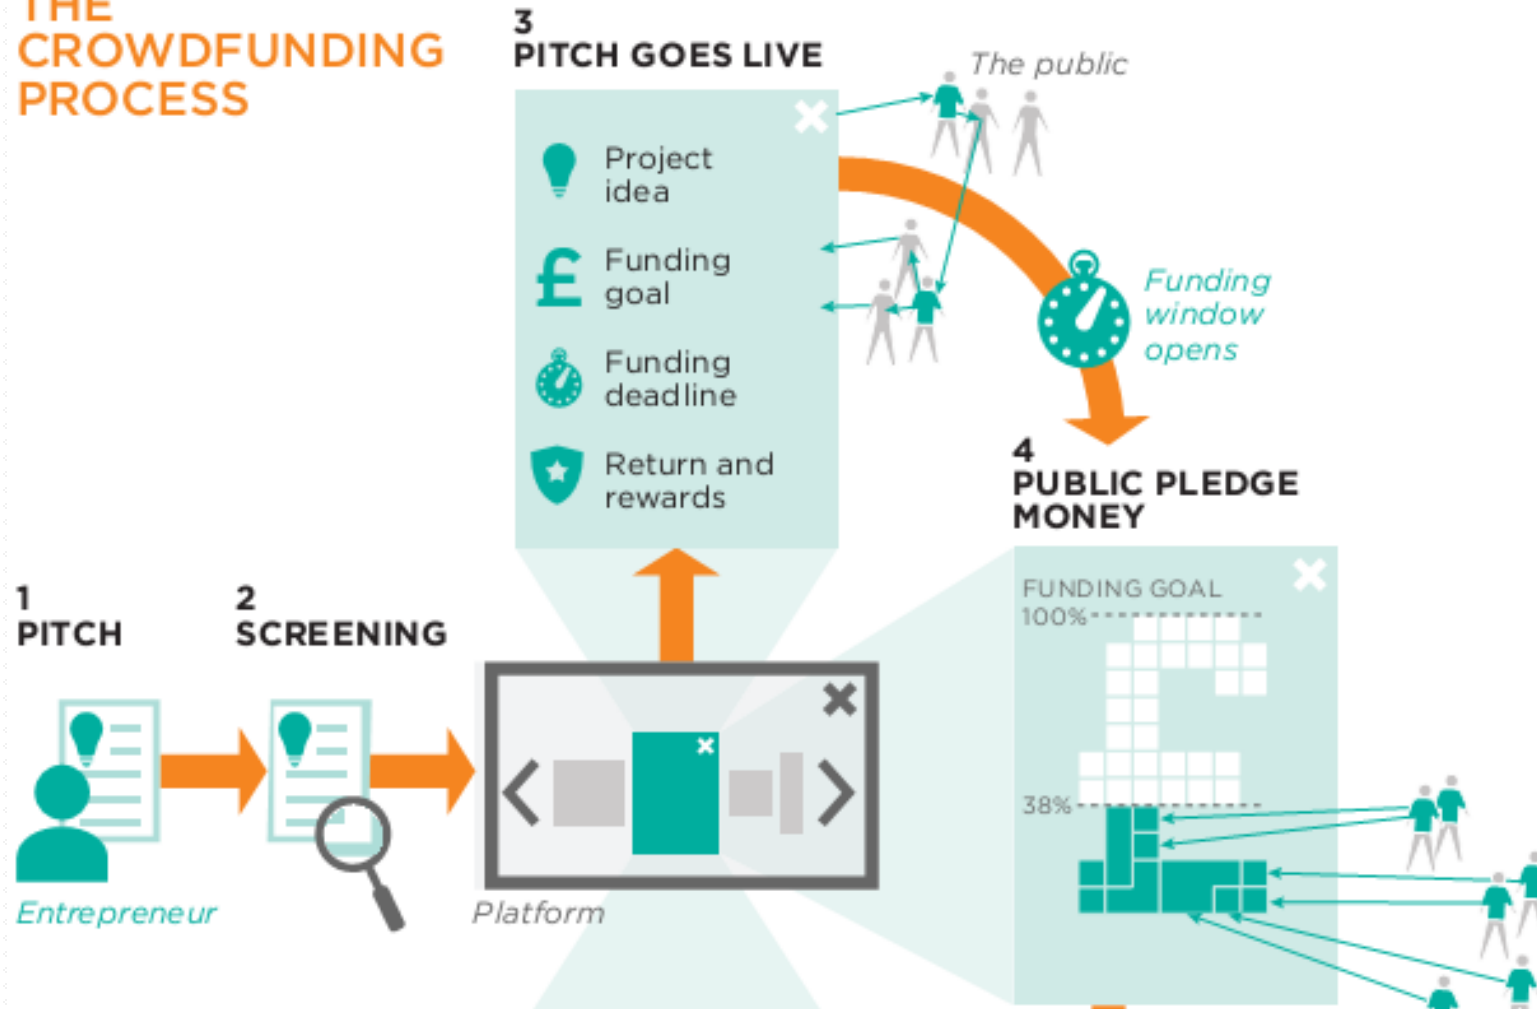 THE
CROWDFUNDING
PROCESS
3
PITCH GOES LIVE
The public
Project
idea
£
Funding
goal
Funding
deadline
Return and
rewards
Funding
window
opens
4
PUBLIC PLEDGE
MONEY
FUNDING GOAL
100%
38%
1
PITCH
2
SCREENING
Entrepreneur
Platform